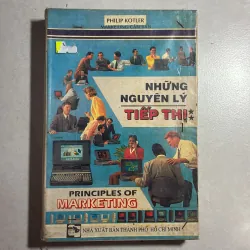 PHILIP KOTLER
NHỮNG
NGUYÊN LÝ
TIẾP THỊ
PRINCIPLES OF
MARKETING
NHÀ XUẤT BẢN THÀNH PHỐ HỒ CHÍ MINH